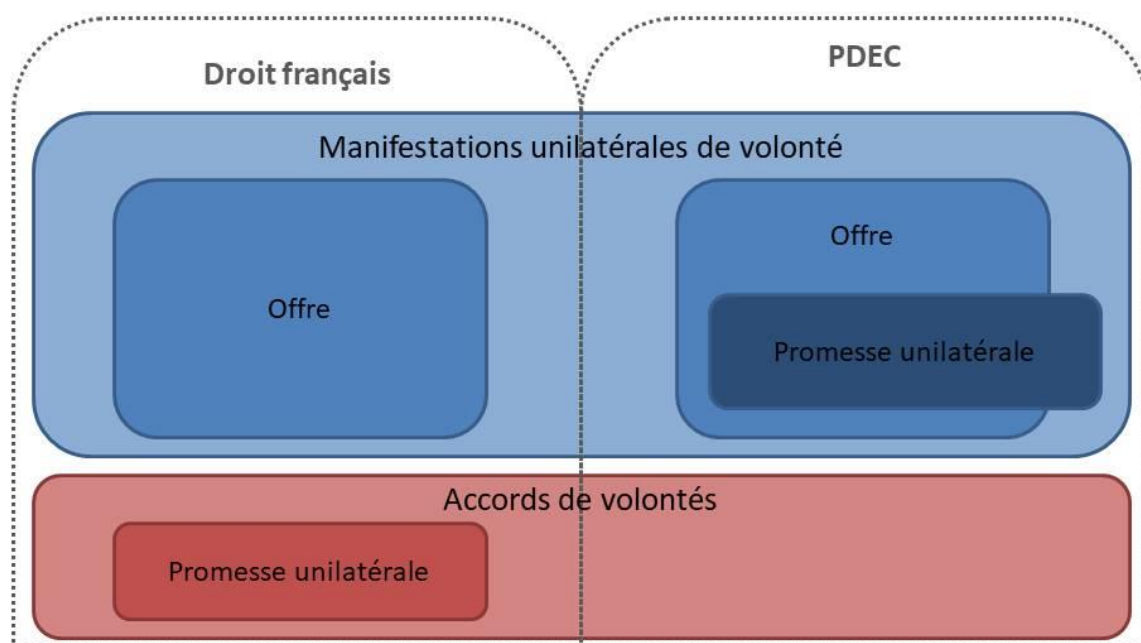 Droit français
PDEC
Manifestations unilatérales de volonté
Offre
Offre
Promesse unilatérale
Accords de volontés
Promesse unilatérale